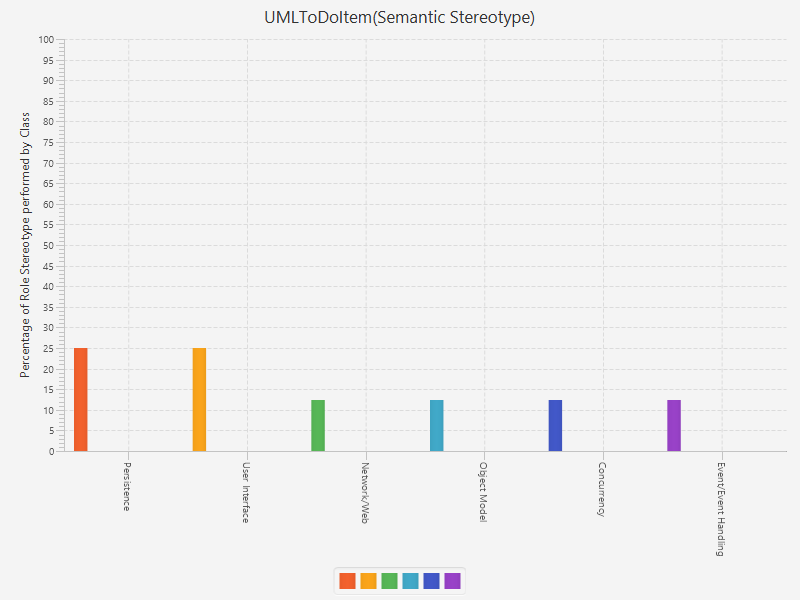 UMLToDoItem(Semantic Stereotype)
Percentage of Role Stereotype performed by Class
100
95
90
85
80
75
70
65
60
55
50
45
40
35
30
25
20
15
10
5
0
Persistence
User Interface
Network/Web
Object Model
Concurrency
Event/Event Handling